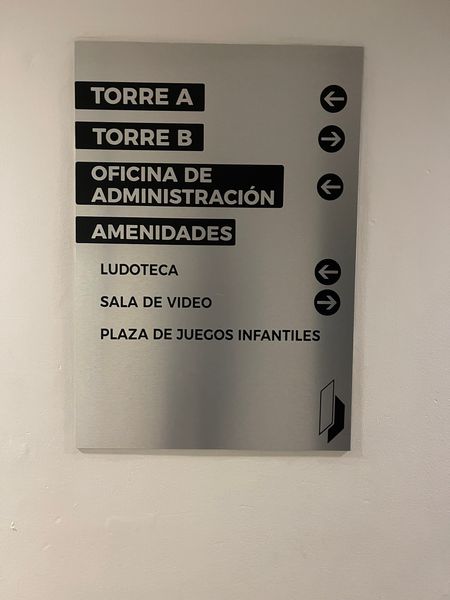 TORRE A
TORRE B
OFICINA DE
ADMINISTRACIÓN
AMENIDADES
LUDOTECA
SALA DE VIDEO
PLAZA DE JUEGOS INFANTILES